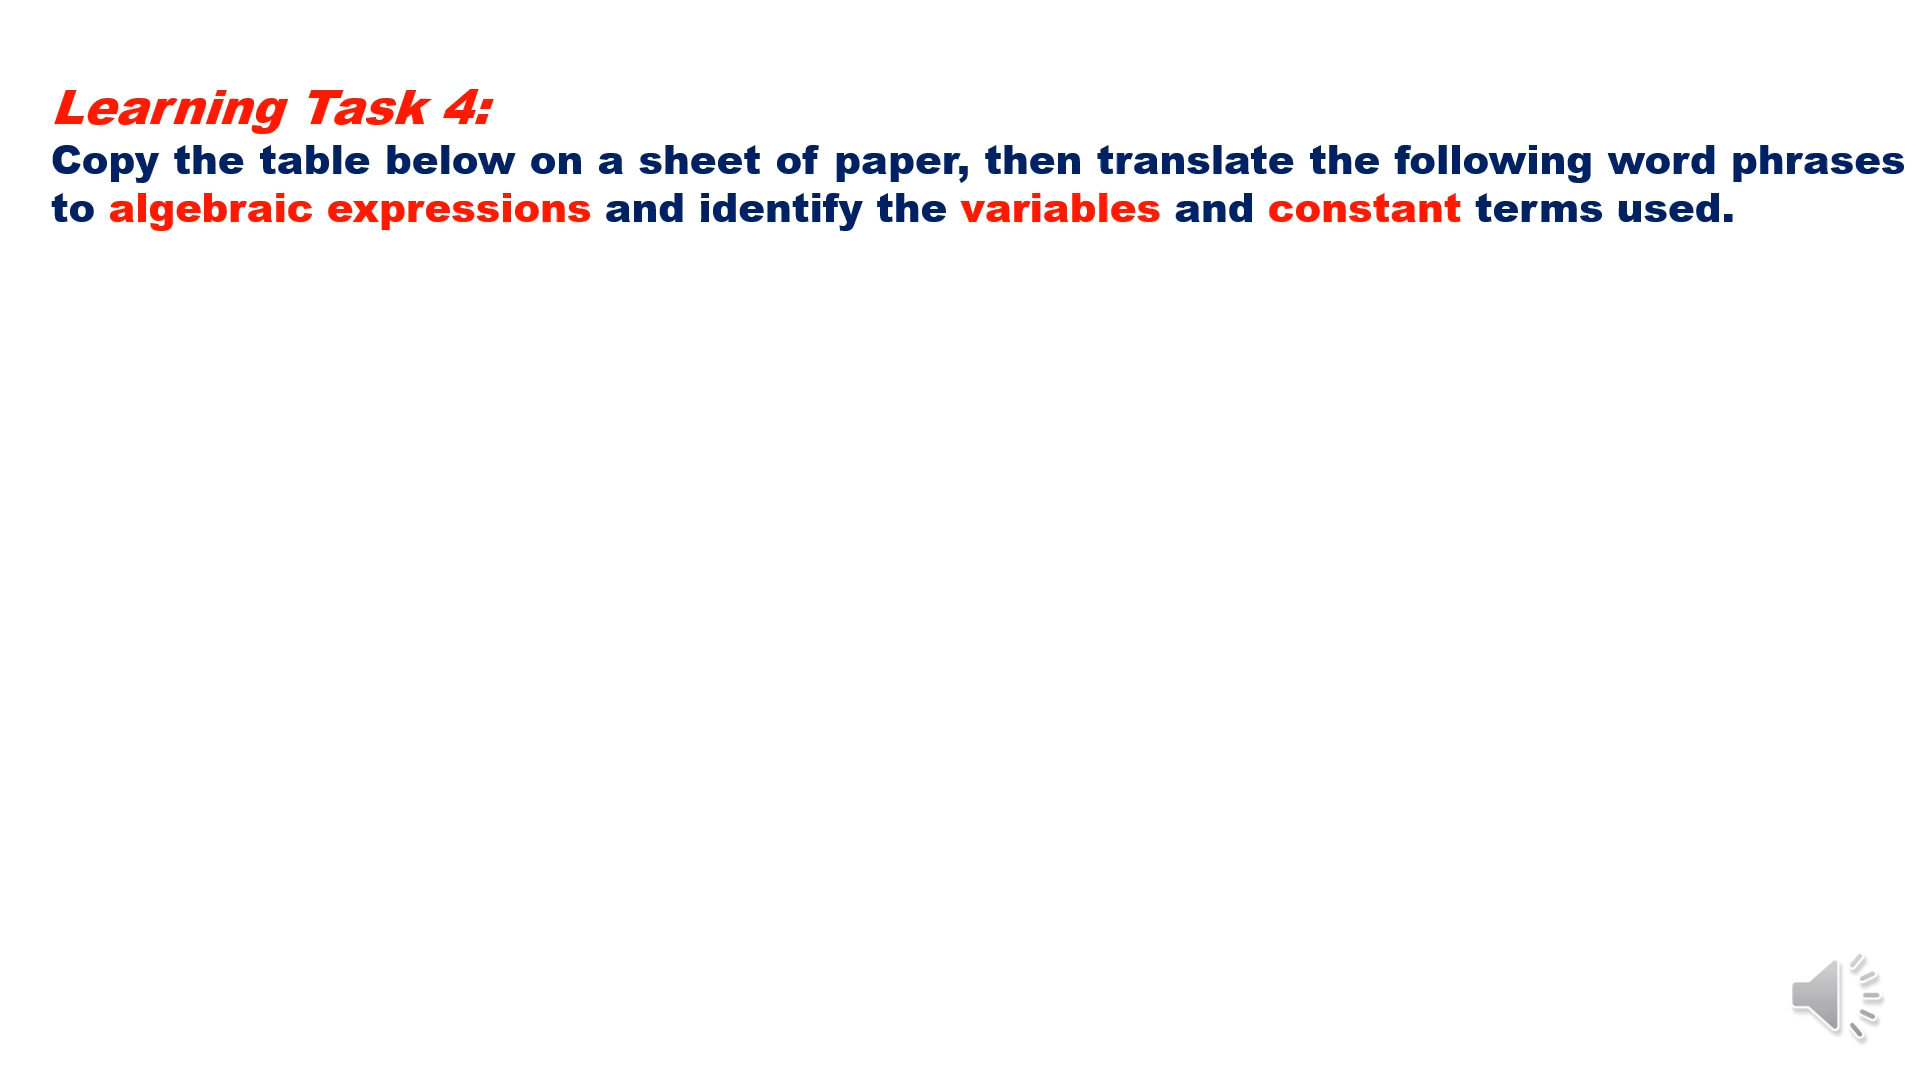 Learning Task 4:
Copy the table below on a sheet of paper, then translate the following word phrases
to algebraic expressions and identify the variables and constant terms used.